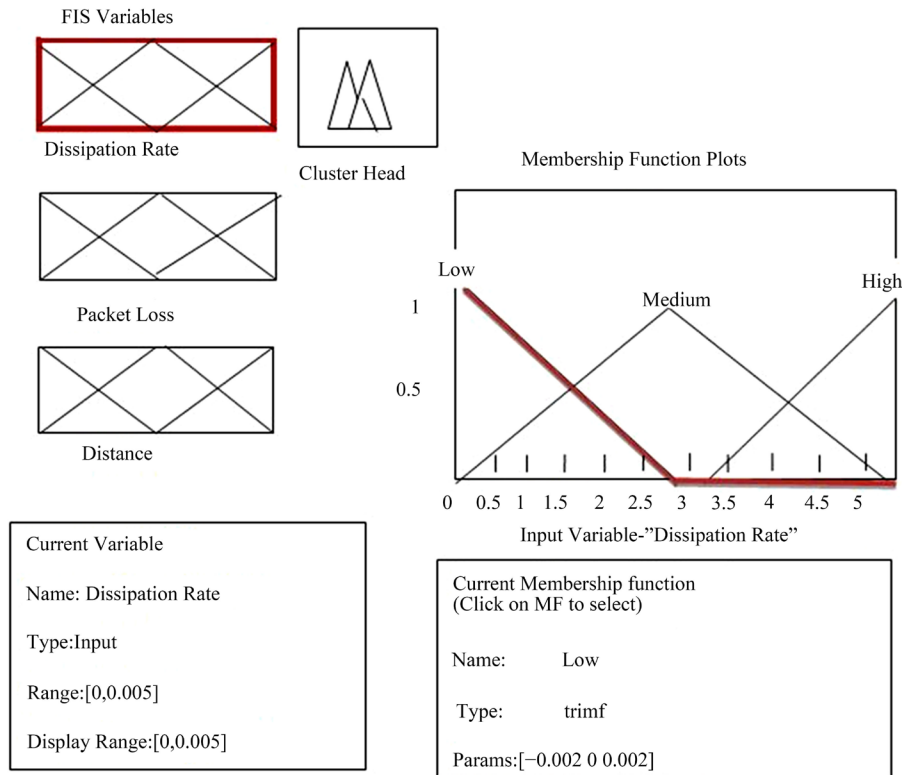 FIS Variables
Dissipation Rate
Cluster Head
Packet Loss
Distance
Membership Function Plots
Low
Medium
High
1
0.5
0 0.5 1 1.5 2 2.5 3 3.5 4 4.5 5
Input Variable-”Dissipation Rate”
Current Variable
Name: Dissipation Rate
Type:Input
Range:[0,0.005]
Display Range:[0,0.005]
Current Membership function
(Click on MF to select)
Name: Low
Type: trimf
Params:[−0.002 0 0.002]